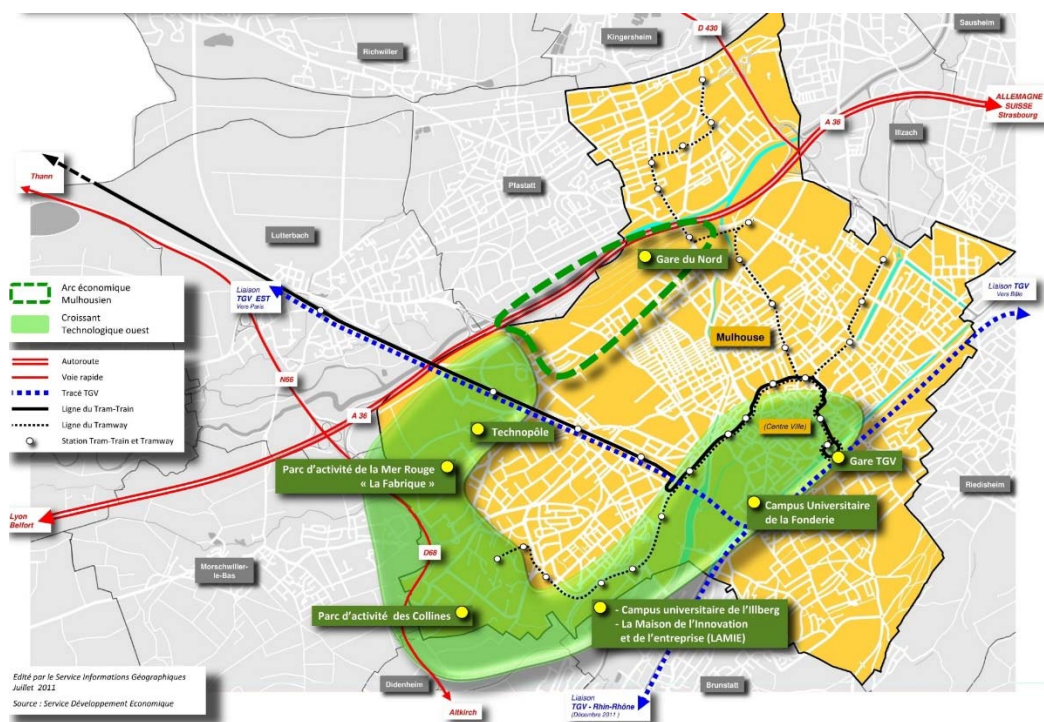 Sausheim
Kingersheim
D 430
Richwiller
ALLEMAGNE
SUISSE
Strasbourg
A 36
Illzach
Thann
Pfastatt
Lutterbach
Gare du Nord
Arc économique
Mulhousien
Croissant
Technologique ouest
Liaison
TGV EST
Vers Paris
Liaison TGV
Vers Bâle
Mulhouse
Autoroute
Voie rapide
Tracé TGV
Ligne du Tram-Train
Ligne du Tramway
Station Tram-Train et Tramway
N66
A 36
Technopôle
(Centre Ville)
Gare TGV
Parc d'activité de la Mer Rouge
« La Fabrique »
Riedisheim
Lyon
Belfort
Campus Universitaire
de la Fonderie
D68
Morschwiller-
le-Bas
Parc d'activité des Collines
- Campus universitaire de l'Illberg
- La Maison de l'Innovation
et de l'entreprise (LAMIE)
Edité par le Service Informations Géographiques
Juillet 2011
Source : Service Développement Economique
Didenheim
Brunstatt
Altkirch
Liaison
TGV - Rhin-Rhône
(Décembre 2011 )